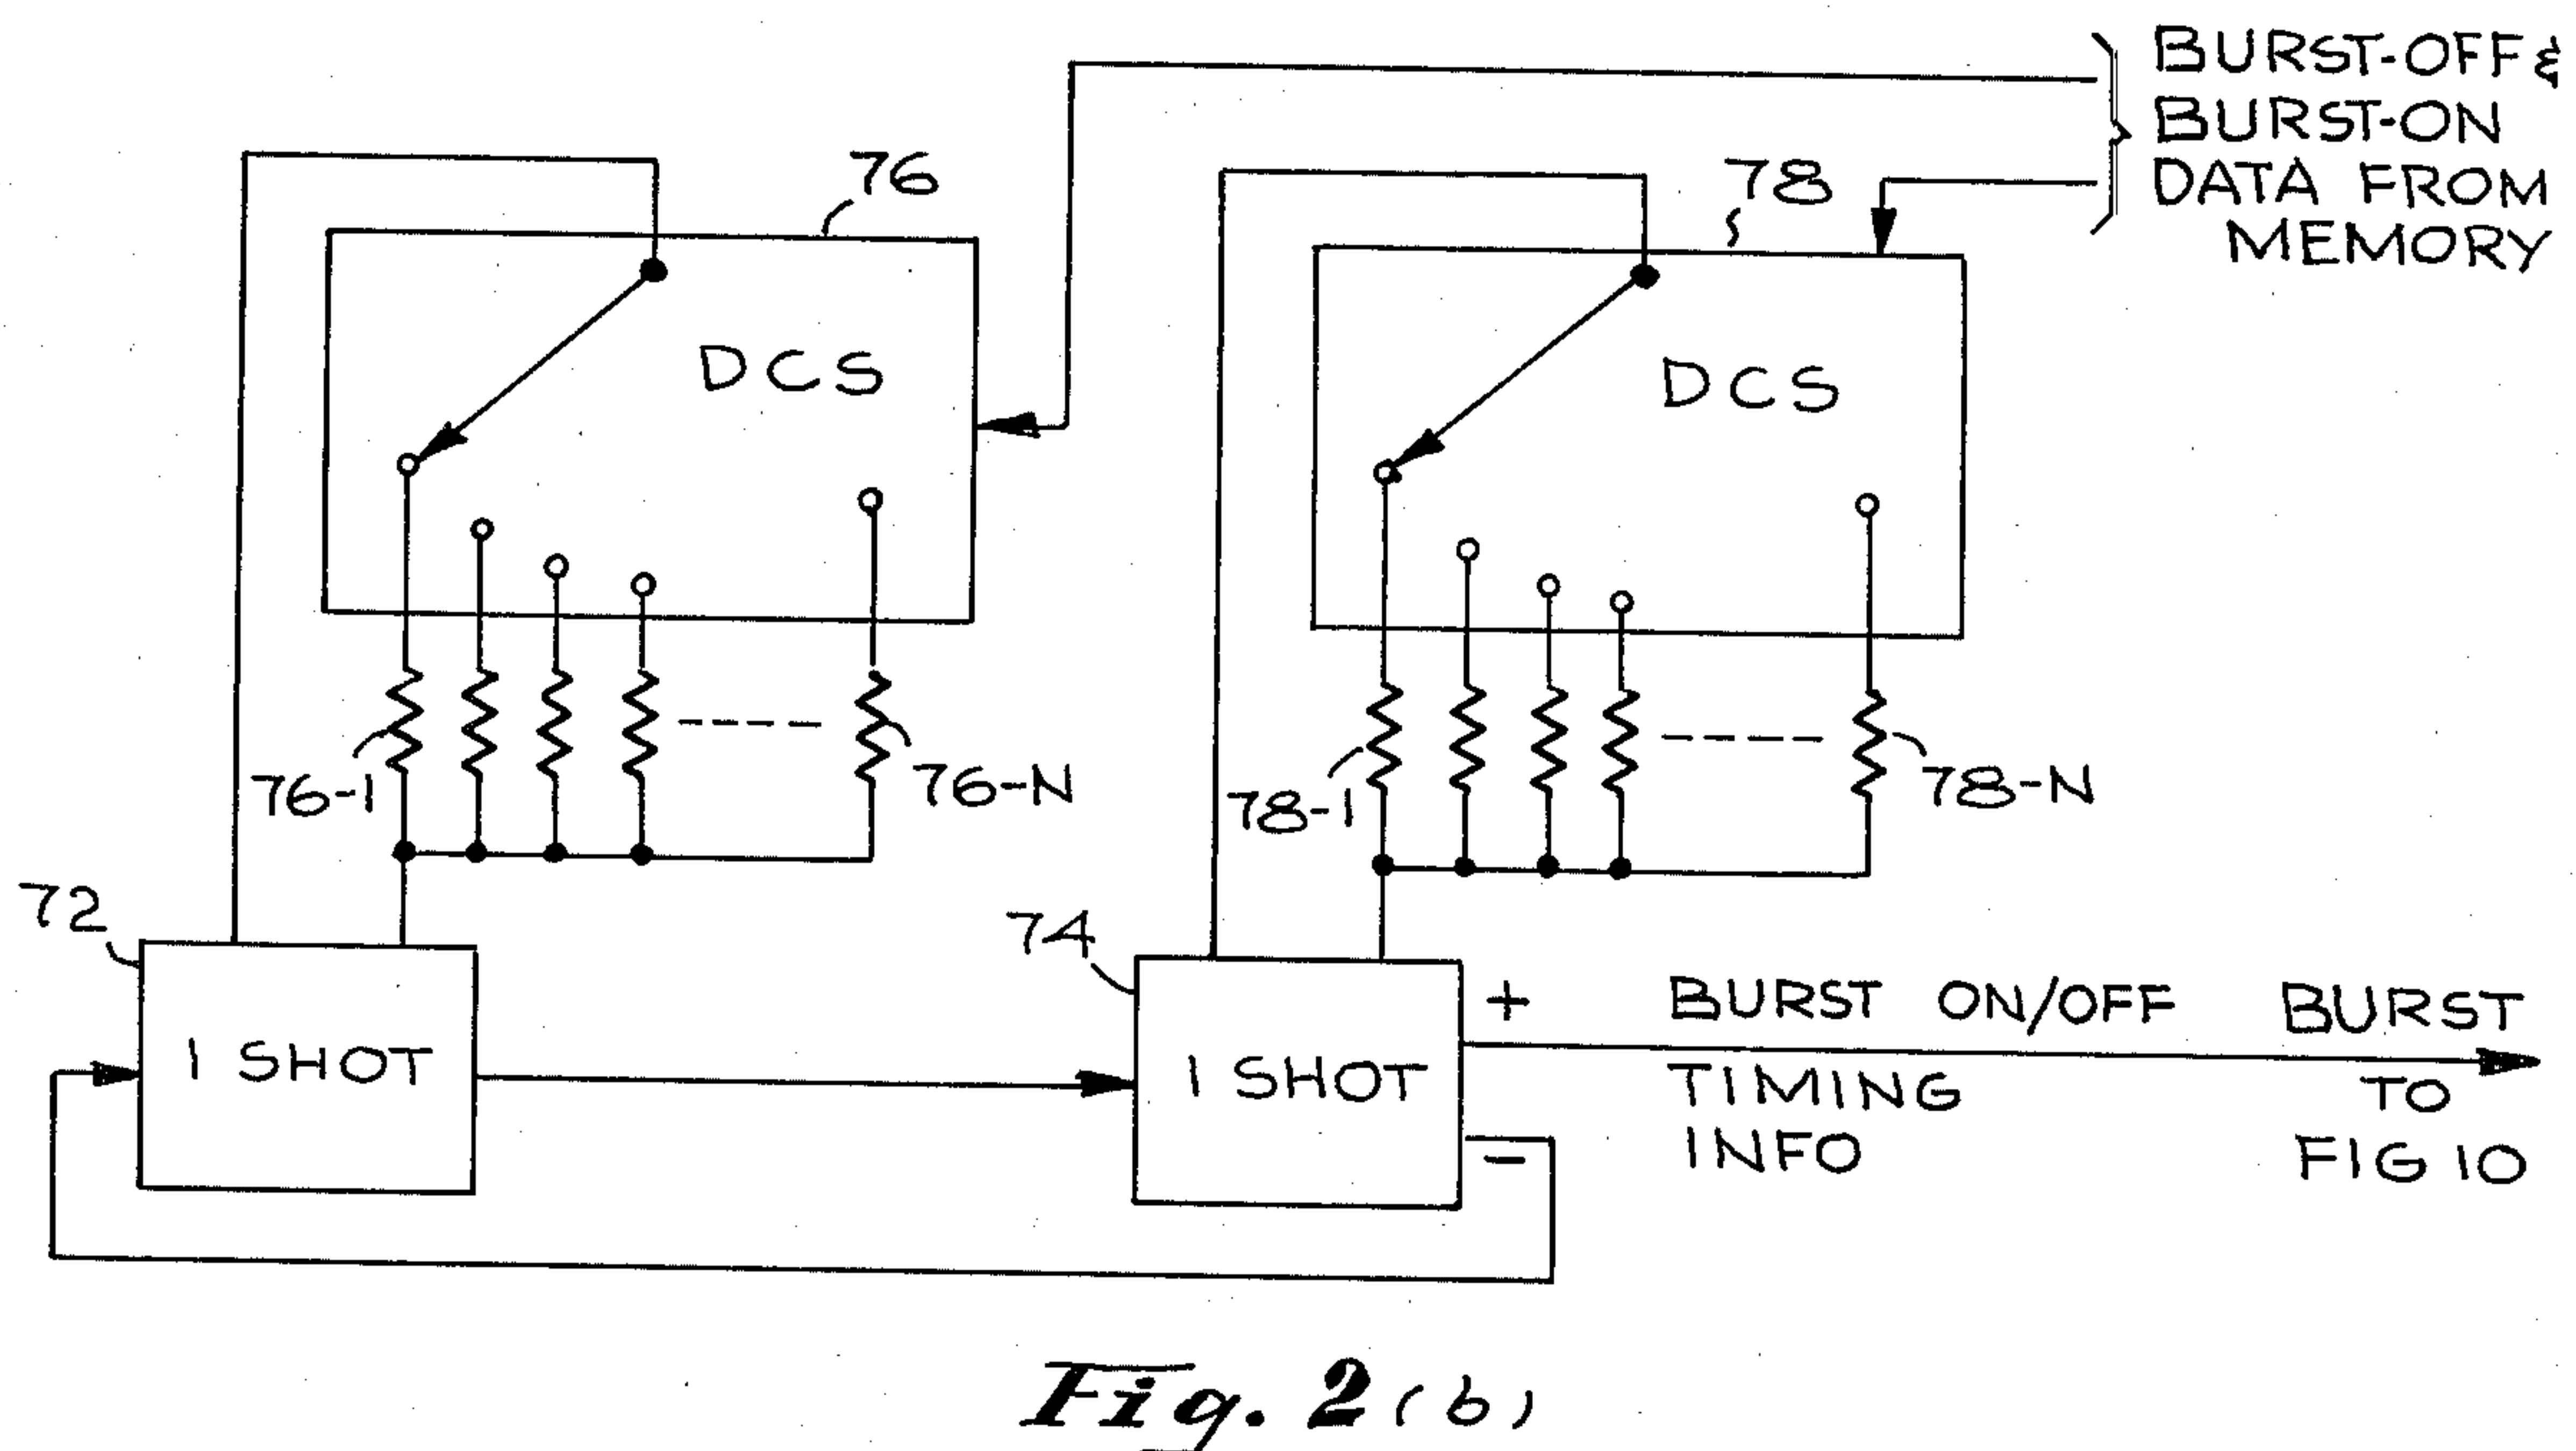 BURST-OFF &
BURST-ON
DATA FROM
MEMORY
76
78
DCS
DCS
76-1
76-N
78-1
78-N
72
74
1 SHOT
1 SHOT
+
BURST ON/OFF
TIMING
INFO
BURST
TO
FIG 10
−
Fig. 2(b)